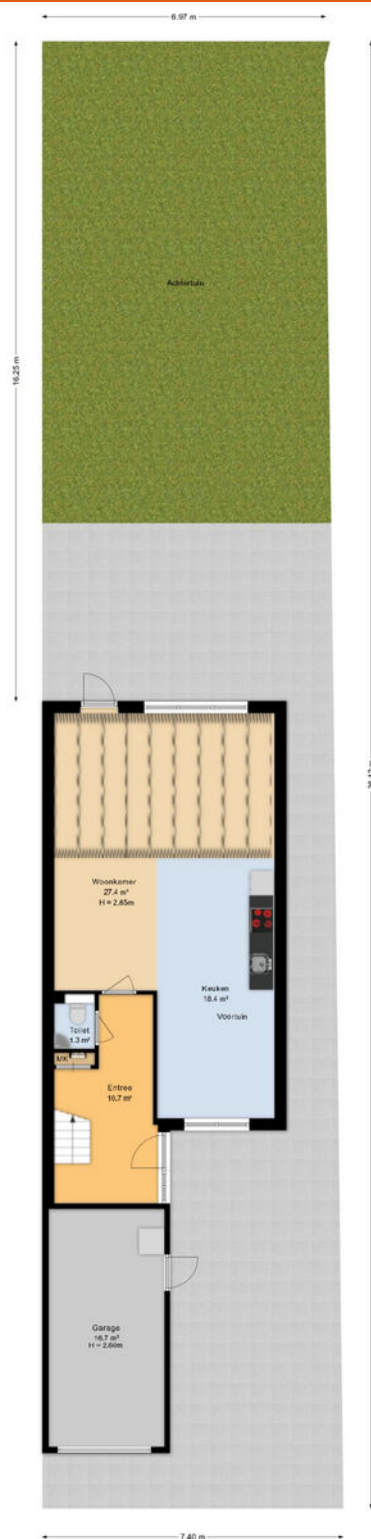 6.97 m
Achtertuin
16.25 m
Woonkamer
27.4 m²
H = 2.65m
Keuken
18.4 m²
Voortuin
Toilet
1.3 m²
MK
Entree
10.7 m²
Garage
16.7 m²
H = 2.60m
7.40 m